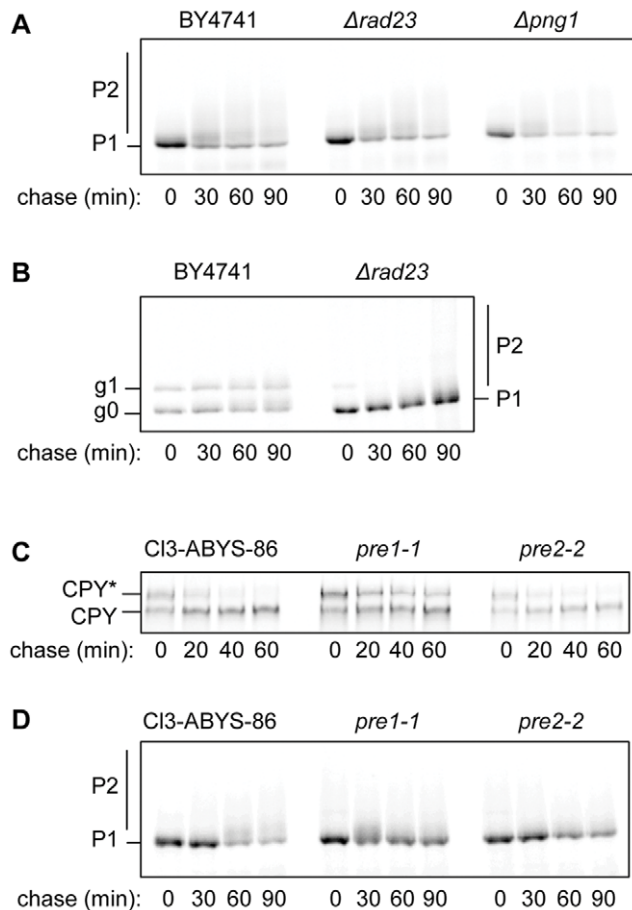 A
BY4741 Δrad23 Δpng1
P2
P1
chase (min): 0 30 60 90 0 30 60 90 0 30 60 90
B
BY4741 Δrad23
P2
g1
P1
g0
chase (min): 0 30 60 90 0 30 60 90
C
Cl3-ABYS-86 pre1-1 pre2-2
CPY*
CPY
chase (min): 0 20 40 60 0 20 40 60 0 20 40 60
D
Cl3-ABYS-86 pre1-1 pre2-2
P2
P1
chase (min): 0 30 60 90 0 30 60 90 0 30 60 90